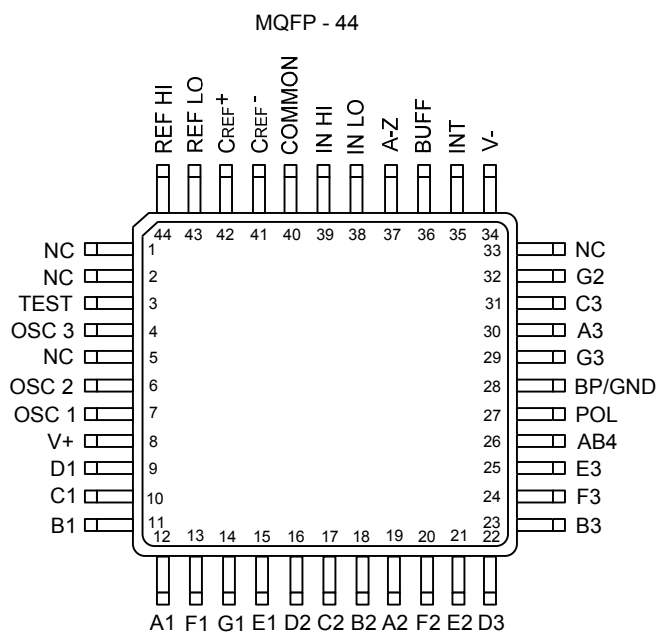 MQFP - 44
REF HI
REF LO
CREF+
CREF-
COMMON
IN HI
IN LO
A-Z
BUFF
INT
V-
44 43 42 41 40 39 38 37 36 35 34
NC 1 33 NC
NC 2 32 G2
TEST 3 31 C3
OSC 3 4 30 A3
NC 5 29 G3
OSC 2 6 28 BP/GND
OSC 1 7 27 POL
V+ 8 26 AB4
D1 9 25 E3
C1 10 24 F3
B1 11 23 B3
12 13 14 15 16 17 18 19 20 21 22
A1 F1 G1 E1 D2 C2 B2 A2 F2 E2 D3